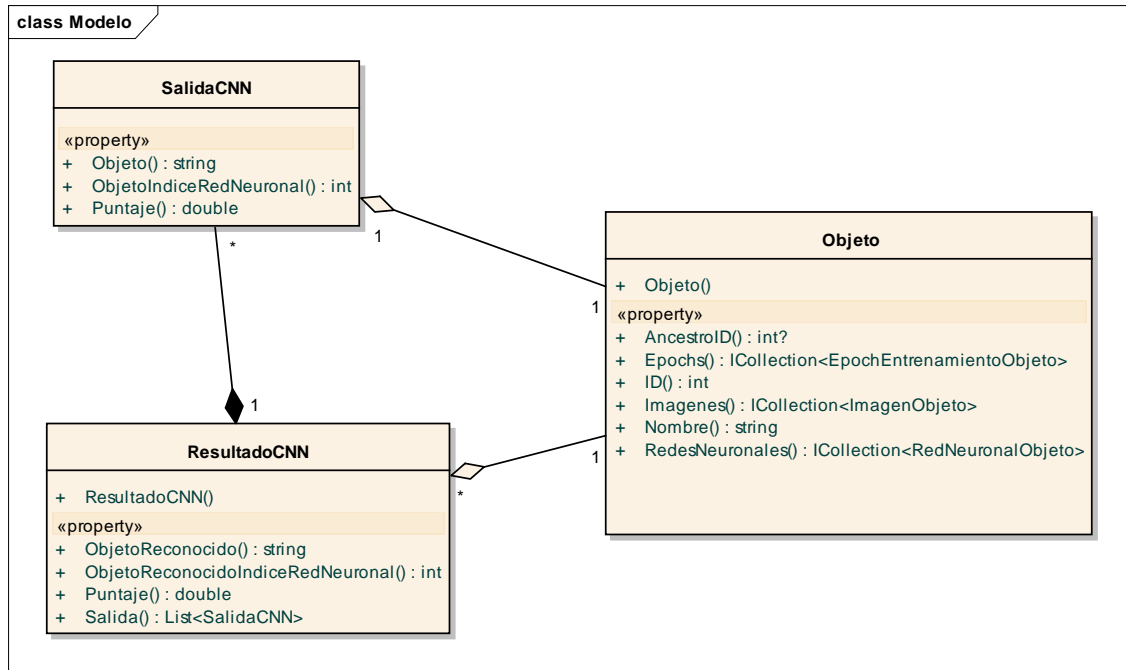 class Modelo
SalidaCNN
«property»
+ Objeto() : string
+ ObjetoIndiceRedNeuronal() : int
+ Puntaje() : double
*
1
1
Objeto
+ Objeto()
«property»
+ AncestroID() : int?
+ Epochs() : ICollection<EpochEntrenamientoObjeto>
+ ID() : int
+ Imagenes() : ICollection<ImagenObjeto>
+ Nombre() : string
+ RedesNeuronales() : ICollection<RedNeuronalObjeto>
1
*
1
ResultadoCNN
+ ResultadoCNN()
«property»
+ ObjetoReconocido() : string
+ ObjetoReconocidoIndiceRedNeuronal() : int
+ Puntaje() : double
+ Salida() : List<SalidaCNN>